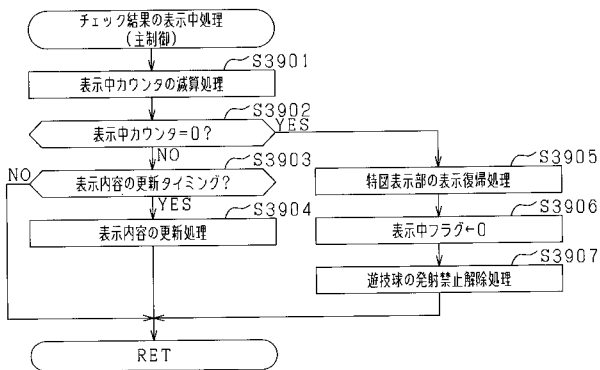 チェック結果の表示中処理
(主制御)
S3901
表示中カウンタの減算処理
S3902
表示中カウンタ=0?
YES
NO
S3903
NO
表示内容の更新タイミング?
YES
S3904
表示内容の更新処理
S3905
特図表示部の表示復帰処理
S3906
表示中フラグ←0
S3907
遊技球の発射禁止解除処理
RET